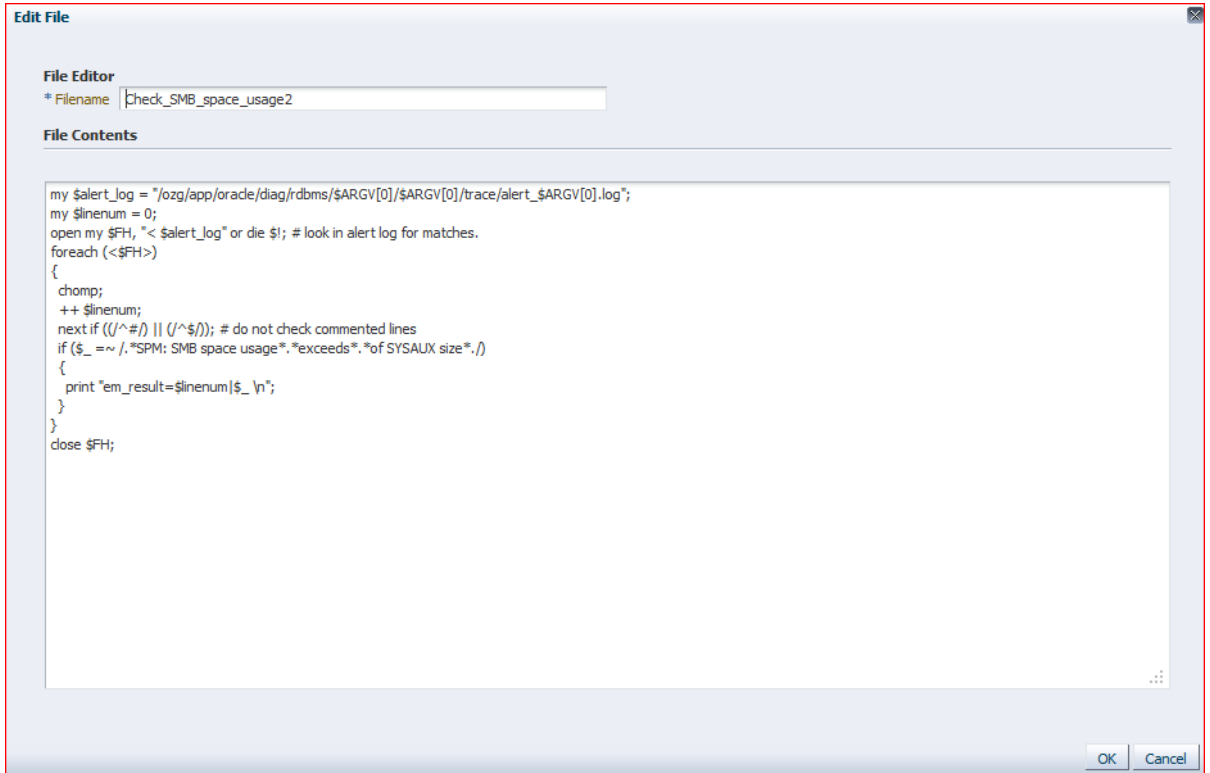 Edit File
File Editor
* Filename Check_SMB_space_usage2
File Contents
my $alert_log = "/ozg/app/oracle/diag/rdbms/$ARGV[0]/$ARGV[0]/trace/alert_$ARGV[0].log";
my $linenum = 0;
open my $FH, "< $alert_log" or die $!; # look in alert log for matches.
foreach (<$FH>)
{
chomp;
++ $linenum;
next if ((/^#/) || (/^$/)); # do not check commented lines
if ($_ =~ /.*SPM: SMB space usage*.*exceeds*.*of SYSAUX size*./)
{
print "em_result=$linenum|$_ \n";
}
}
close $FH;
OK Cancel